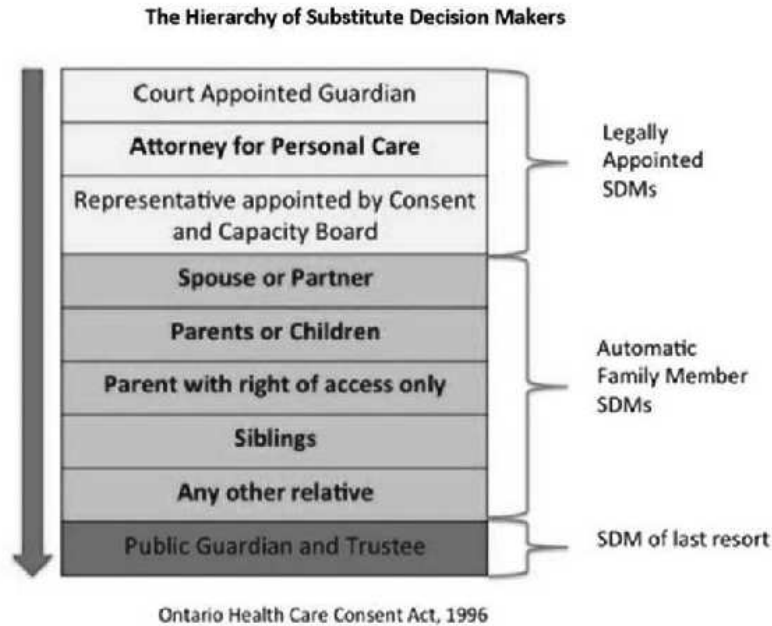 The Hierarchy of Substitute Decision Makers
Court Appointed Guardian
Attorney for Personal Care
Representative appointed by Consent
and Capacity Board
Legally
Appointed
SDMs
Spouse or Partner
Parents or Children
Parent with right of access only
Siblings
Any other relative
Automatic
Family Member
SDMs
Public Guardian and Trustee
SDM of last resort
Ontario Health Care Consent Act, 1996